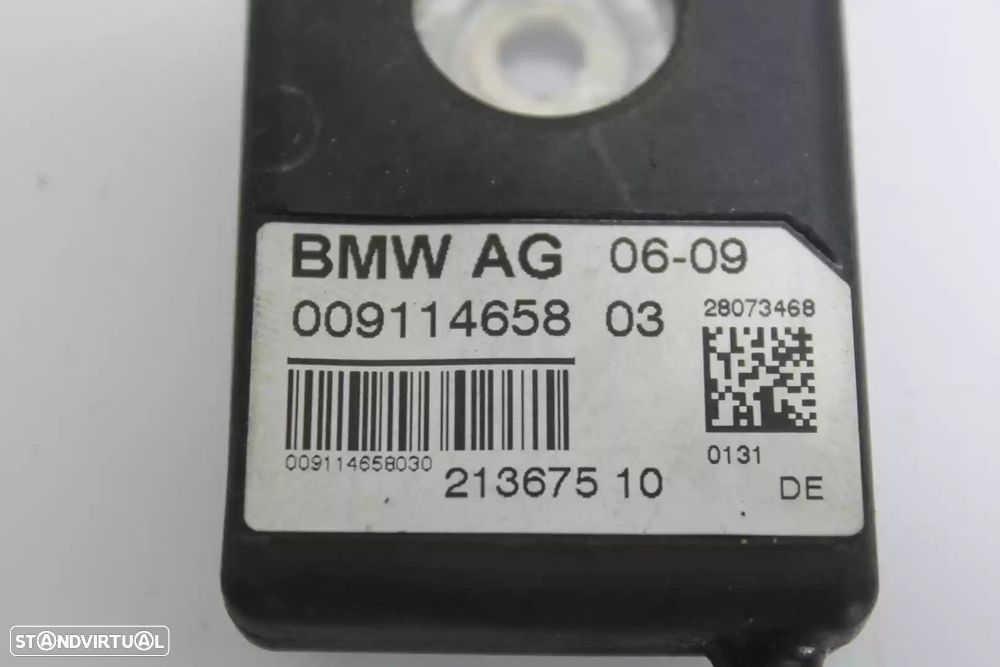 BMW AG 06-09
009114658 03
28073468
009114658030
0131
213675 10
DE
STANDVIRTUAL